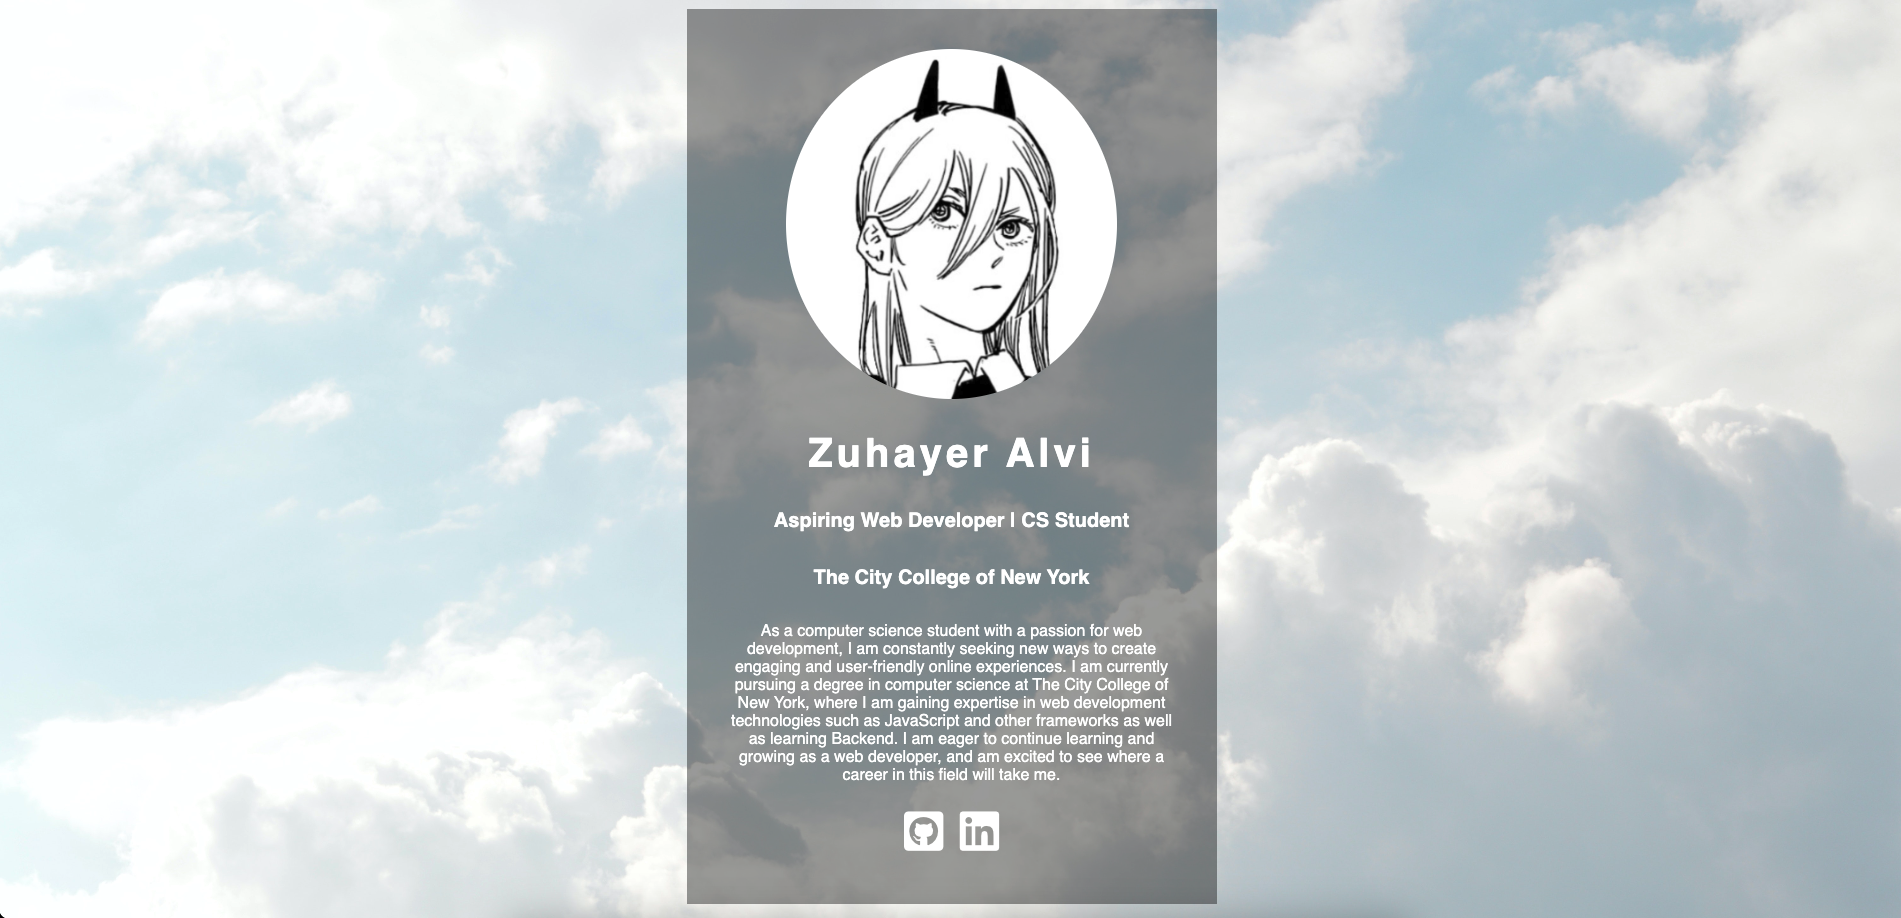 Zuhayer Alvi
Aspiring Web Developer | CS Student
The City College of New York
As a computer science student with a passion for web
development, I am constantly seeking new ways to create
engaging and user-friendly online experiences. I am currently
pursuing a degree in computer science at The City College of
New York, where I am gaining expertise in web development
technologies such as JavaScript and other frameworks as well
as learning Backend. I am eager to continue learning and
growing as a web developer, and am excited to see where a
career in this field will take me.
in